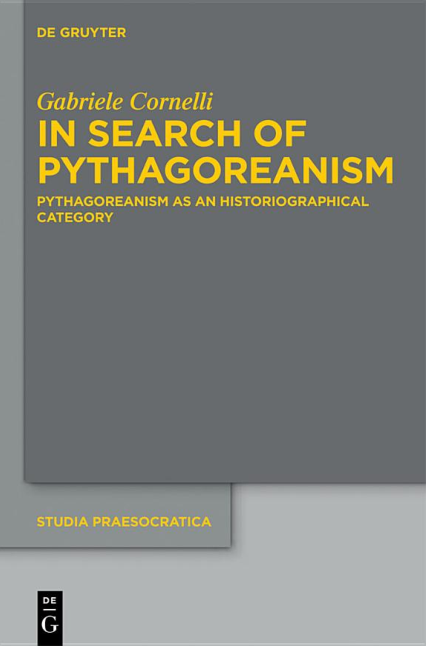 DE GRUYTER
Gabriele Cornelli
IN SEARCH OF
PYTHAGOREANISM
PYTHAGOREANISM AS AN HISTORIOGRAPHICAL
CATEGORY
STUDIA PRAESOCRATICA
DE
G